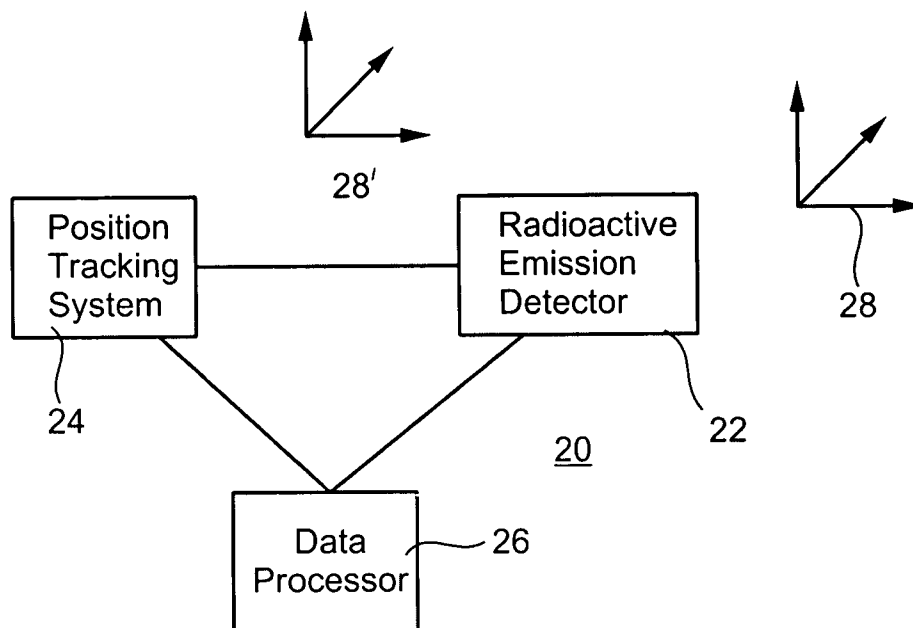 28'
Position
Tracking
System
Radioactive
Emission
Detector
28
24
22
20
Data
Processor
26